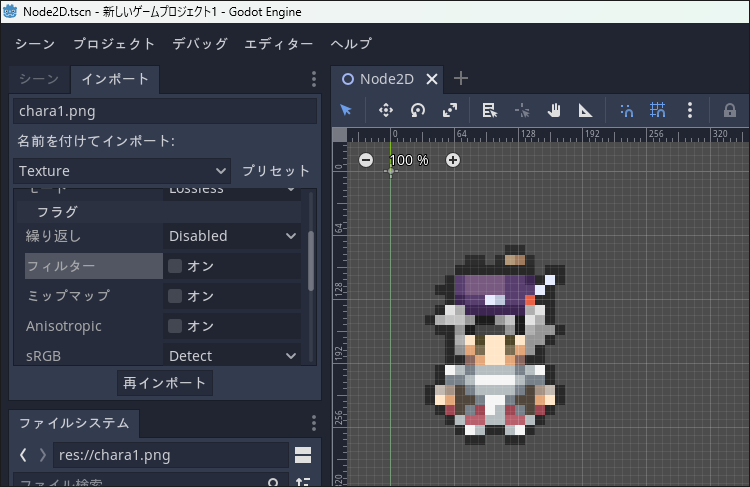 Node2D.tscn - 新しいゲームプロジェクト1 - Godot Engine
シーン プロジェクト デバッグ エディター ヘルプ
シーン インポート
chara1.png
名前を付けてインポート:
Texture プリセット
モード Lossless
フラグ
繰り返し Disabled
フィルター オン
ミップマップ オン
Anisotropic オン
sRGB Detect
再インポート
ファイルシステム
res://chara1.png
ファイル検索
Node2D
0 64 128 192 256 320
100 %
0
64
128
192
256